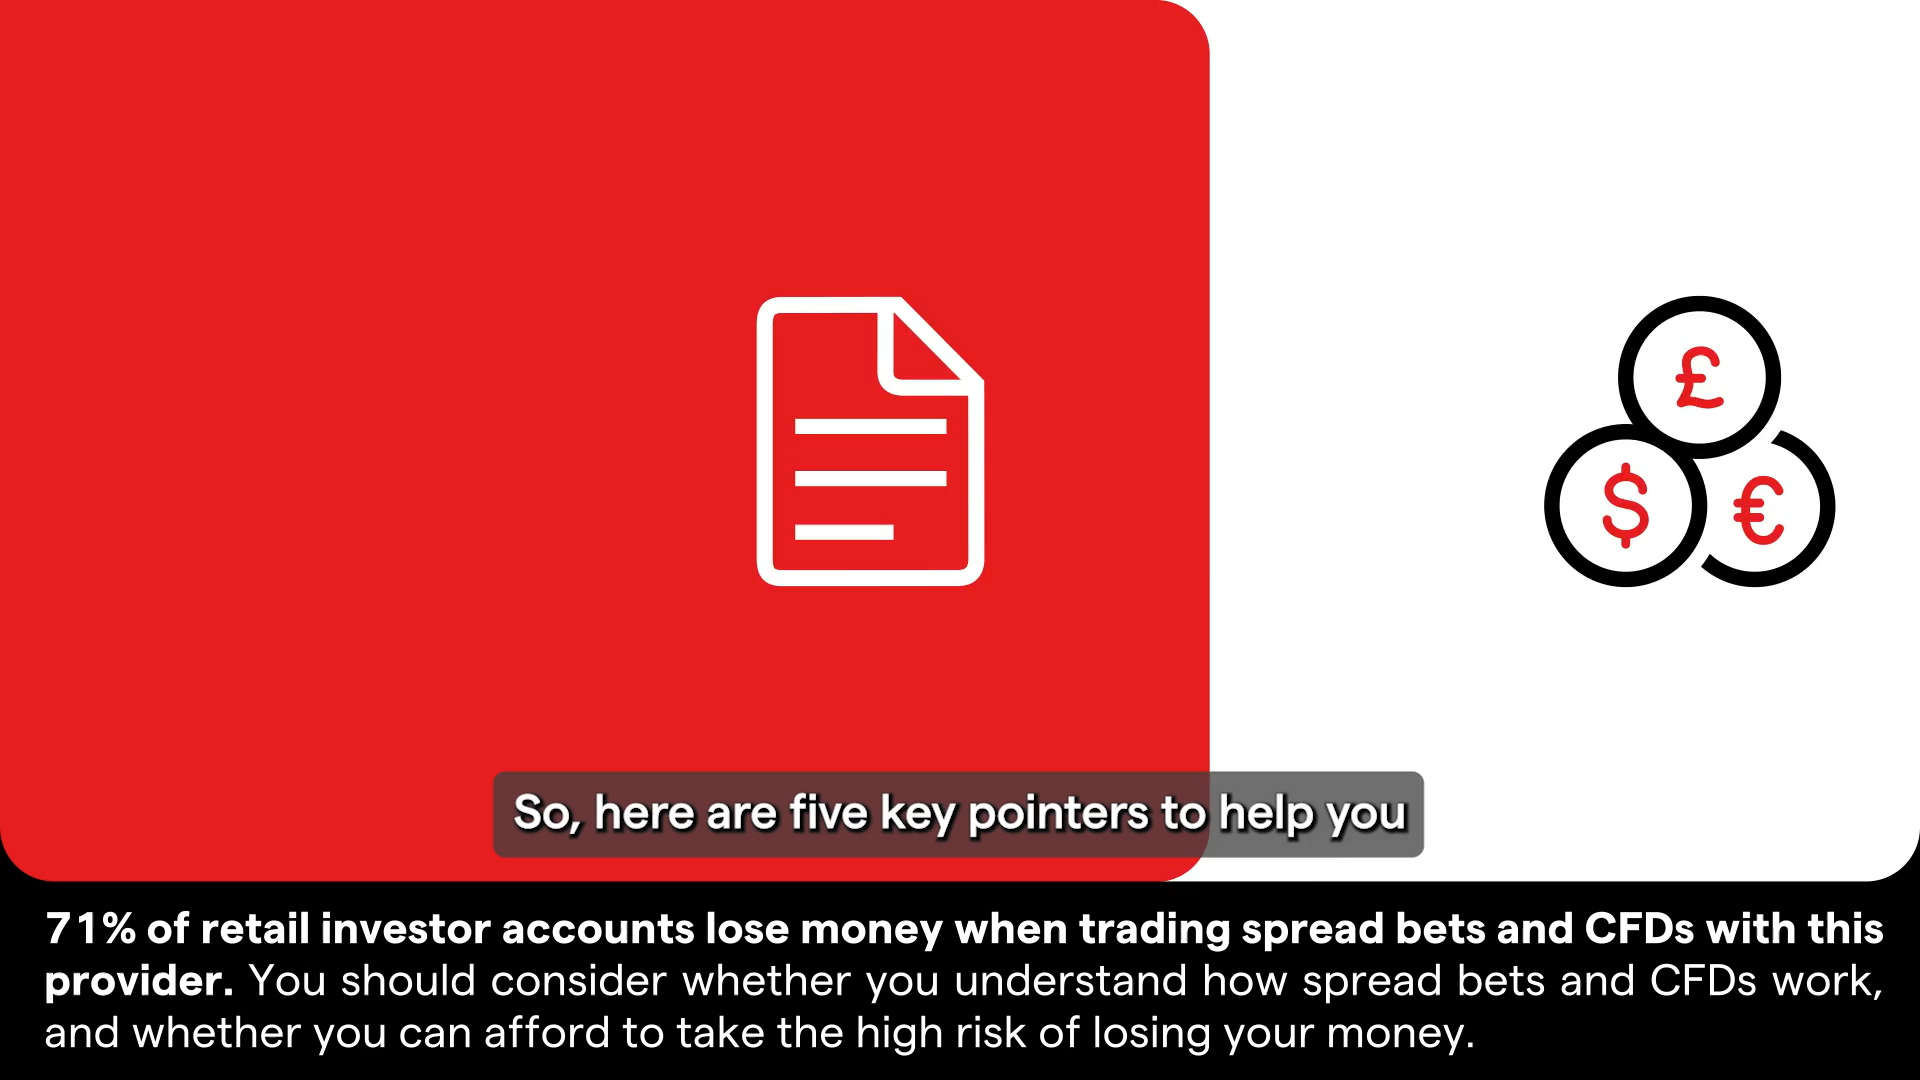 £
$ €
So, here are five key pointers to help you
71% of retail investor accounts lose money when trading spread bets and CFDs with this
provider. You should consider whether you understand how spread bets and CFDs work,
and whether you can afford to take the high risk of losing your money.